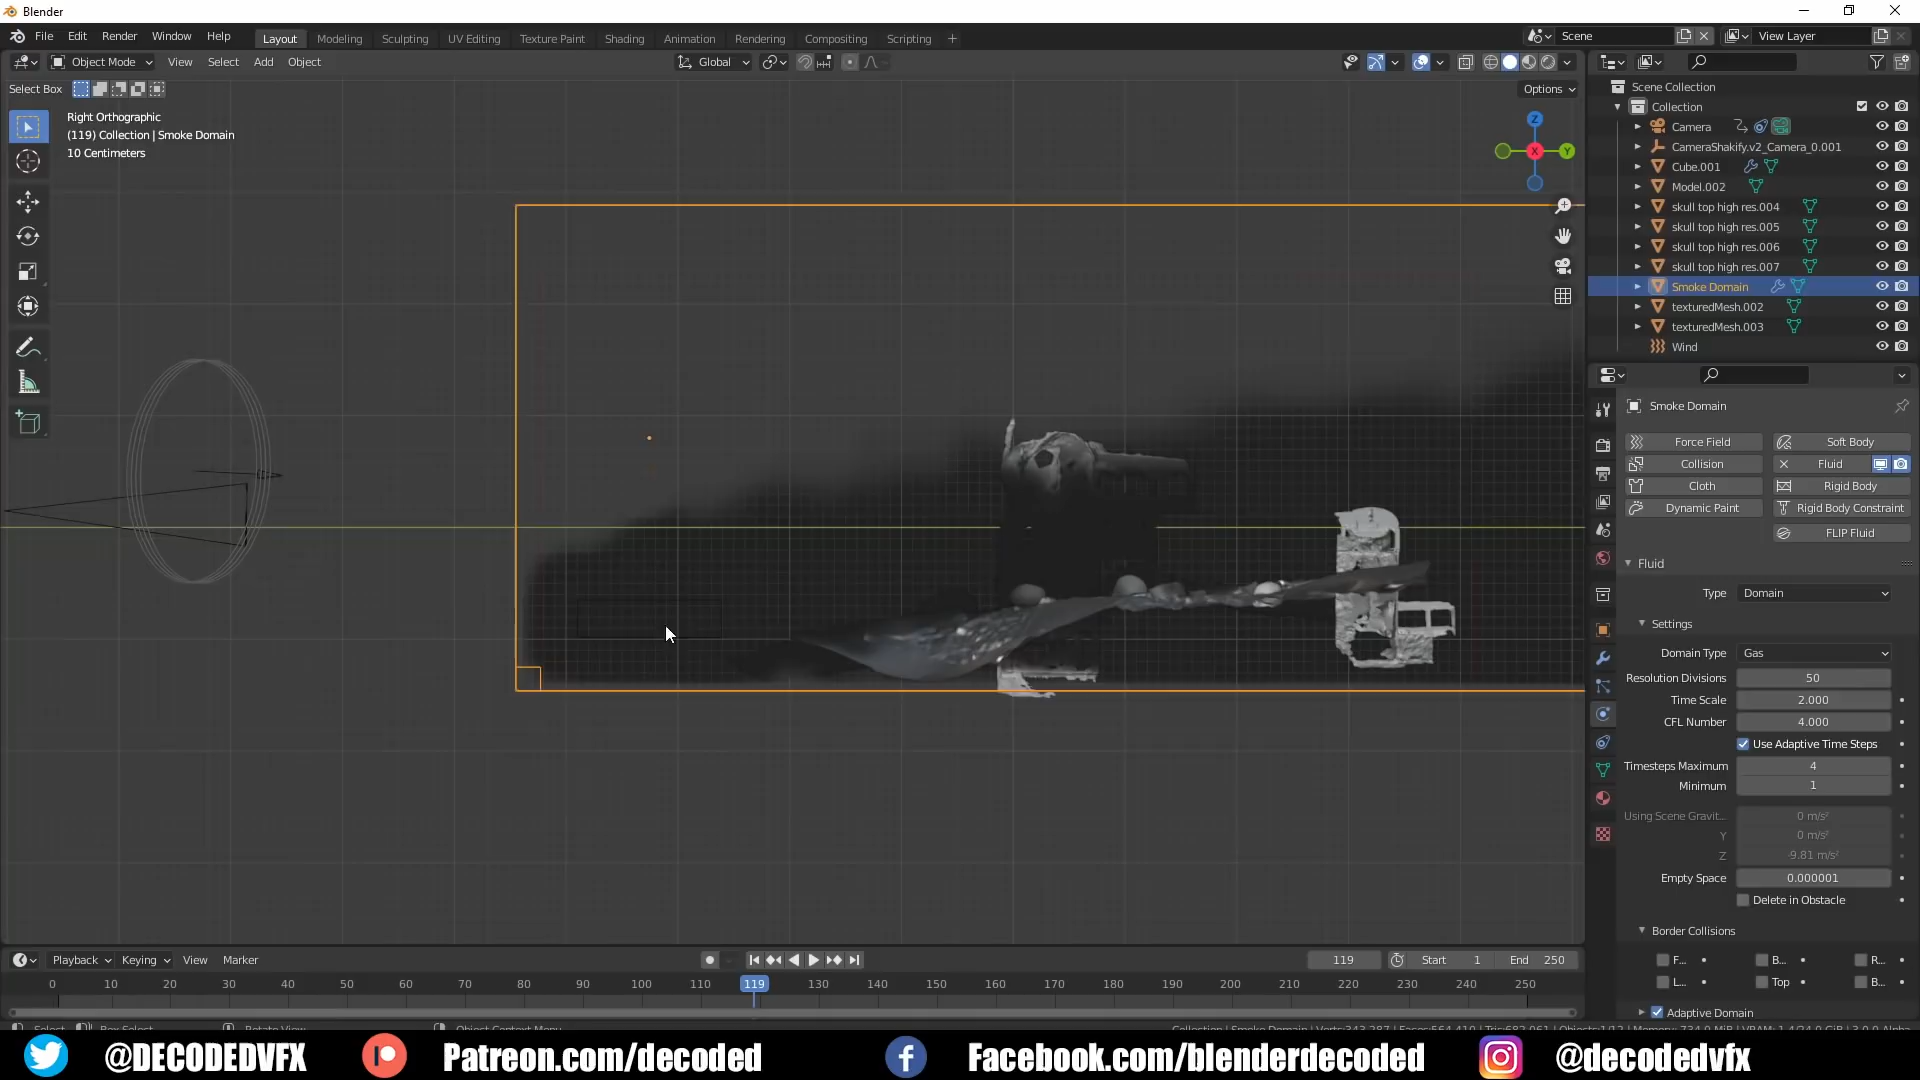 Blender
File Edit Render Window Help
Layout Modeling Sculpting UV Editing Texture Paint Shading Animation Rendering Compositing Scripting +
Scene
View Layer
Object Mode View Select Add Object
Global
Select Box
Options
Right Orthographic
(119) Collection | Smoke Domain
10 Centimeters
Z
X
Y
Scene Collection
Collection
Camera
CameraShakify.v2_Camera_0.001
Cube.001
Model.002
skull top high res.004
skull top high res.005
skull top high res.006
skull top high res.007
Smoke Domain
texturedMesh.002
texturedMesh.003
Wind
Smoke Domain
Force Field Soft Body
Collision Fluid
Cloth Rigid Body
Dynamic Paint Rigid Body Constraint
FLIP Fluid
Fluid
Type Domain
Settings
Domain Type Gas
Resolution Divisions 50
Time Scale 2.000
CFL Number 4.000
Use Adaptive Time Steps
Timesteps Maximum 4
Minimum 1
Using Scene Gravit... 0 m/s²
Y 0 m/s²
Z -9.81 m/s²
Empty Space 0.000001
Delete in Obstacle
Border Collisions
F... B... R...
L... Top B...
Adaptive Domain
Playback Keying View Marker
119 Start 1 End 250
0 10 20 30 40 50 60 70 80 90 100 110 119 130 140 150 160 170 180 190 200 210 220 230 240 250
Select Box Select Rotate View Object Context Menu
@DECODEDVFX Patreon.com/decoded Facebook.com/blenderdecoded @decodedvfx